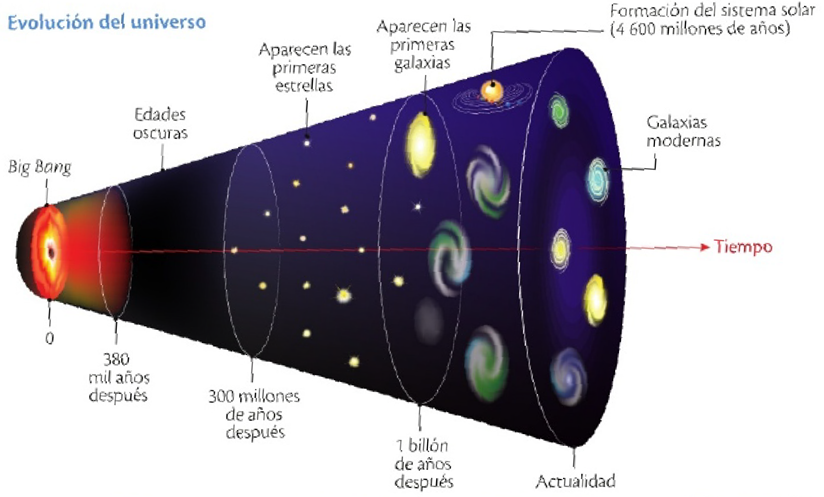 Evolución del universo
Big Bang
Edades
oscuras
Aparecen las
primeras
estrellas
Aparecen las
primeras
galaxias
Formación del sistema solar
(4 600 millones de años)
Galaxias
modernas
Tiempo
0
380
mil años
después
300 millones
de años
después
1 billón
de años
después
Actualidad